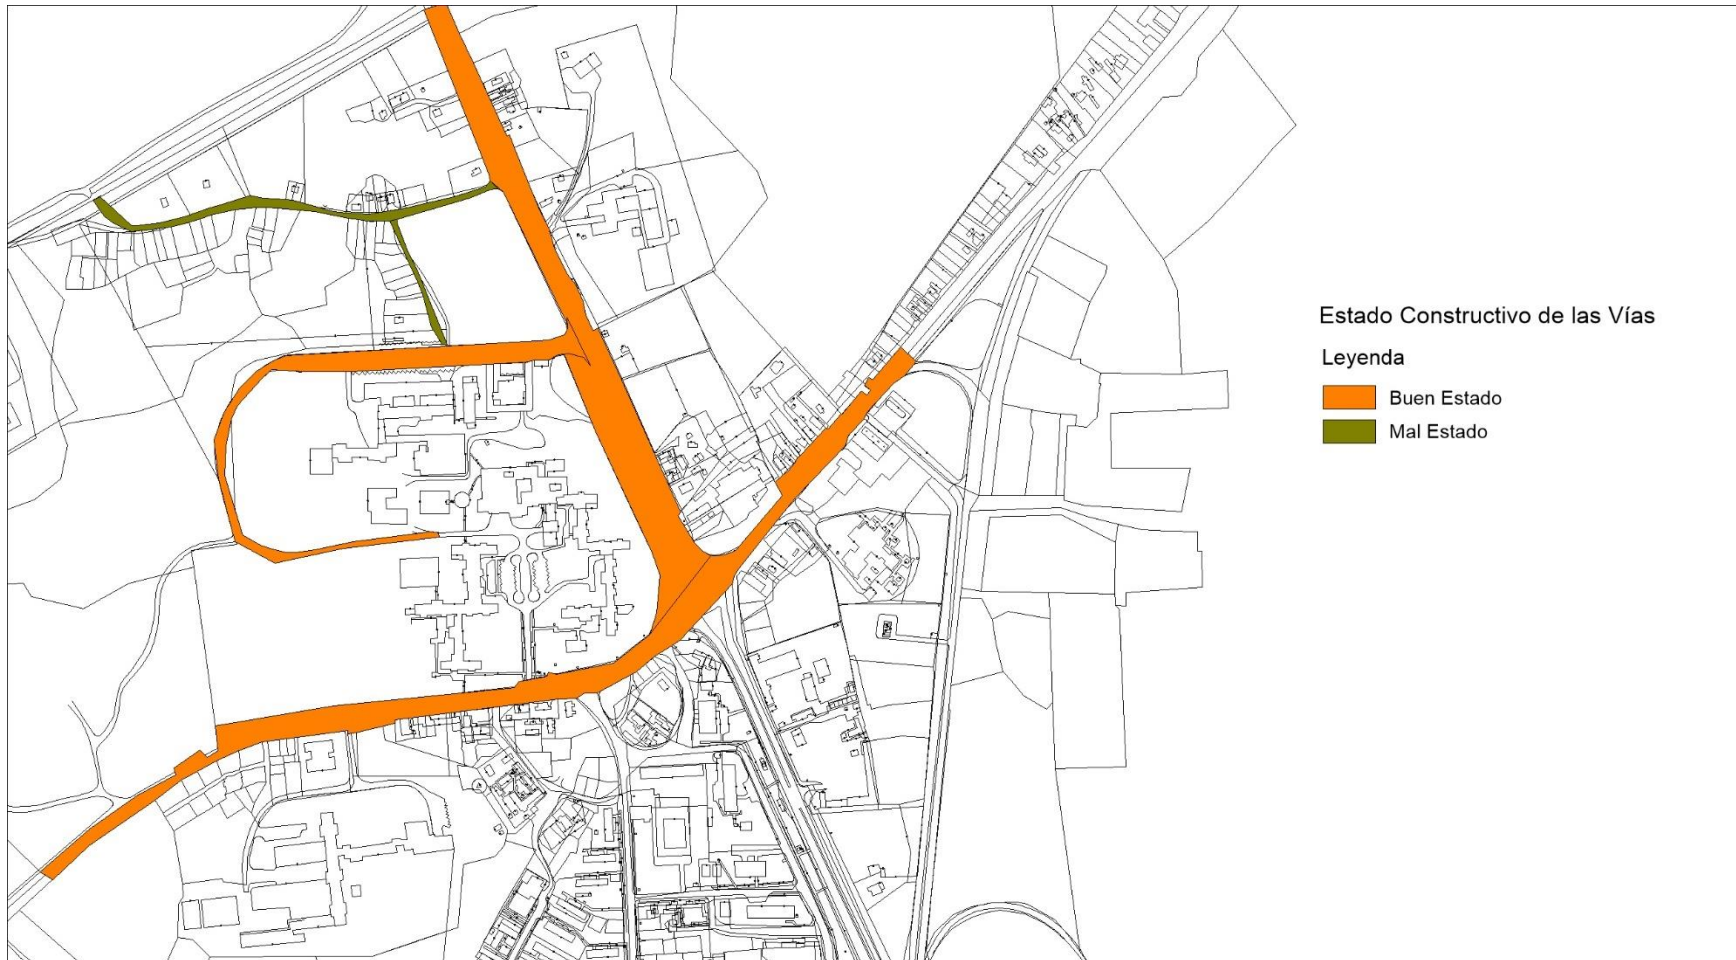 Estado Constructivo de las Vías
Leyenda
Buen Estado
Mal Estado